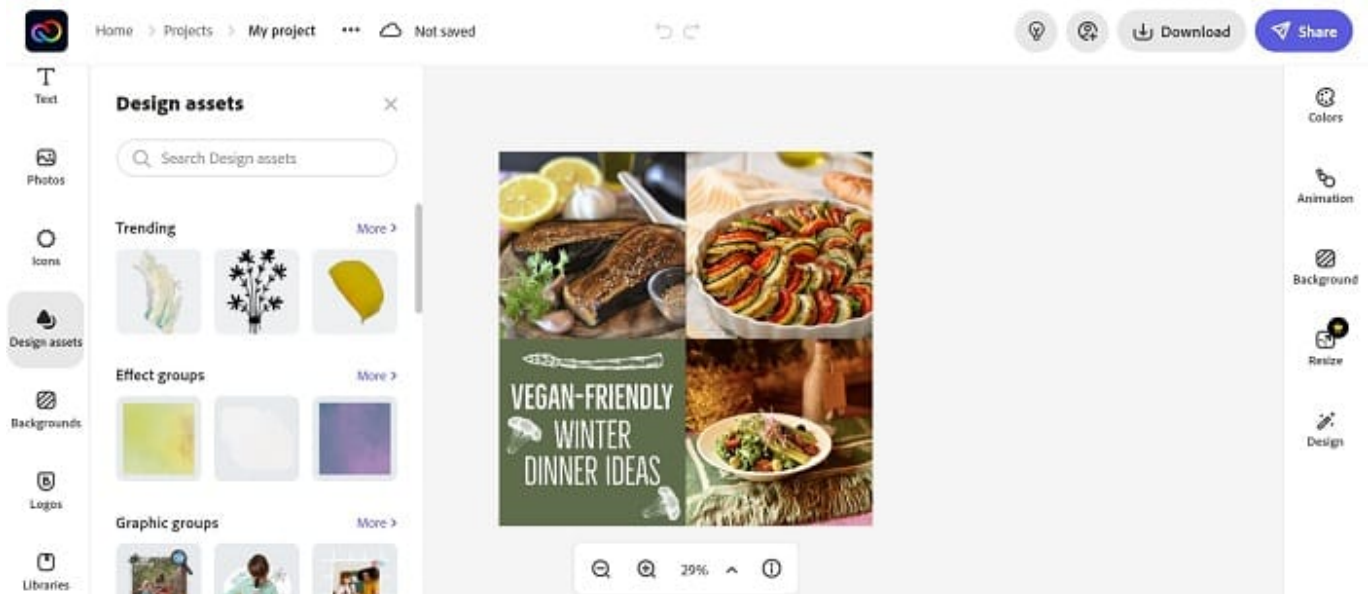 Home > Projects > My project ••• Not saved
Download
Share
Text
Photos
Icons
Design assets
Backgrounds
Logos
Libraries
Design assets
Search Design assets
Trending More >
Effect groups More >
Graphic groups More >
VEGAN-FRIENDLY
WINTER
DINNER IDEAS
29%
Colors
Animation
Background
Resize
Design